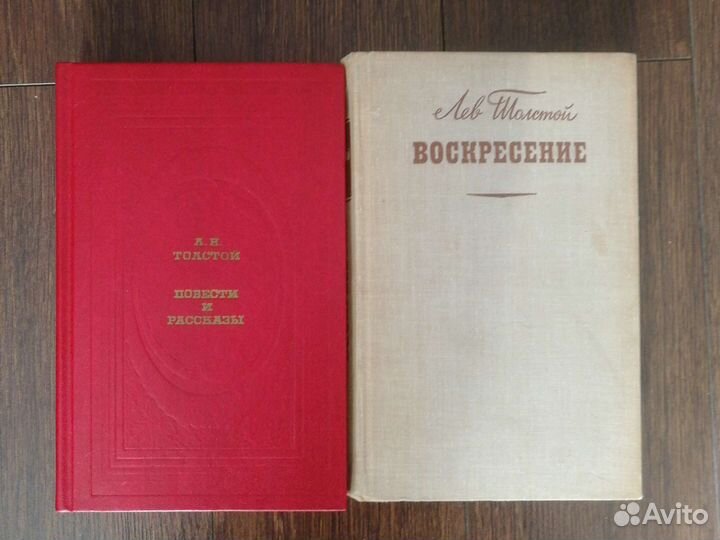 Л. Н.
ТОЛСТОЙ
ПОВЕСТИ
И
РАССКАЗЫ
Лев Толстой
ВОСКРЕСЕНИЕ
Avito